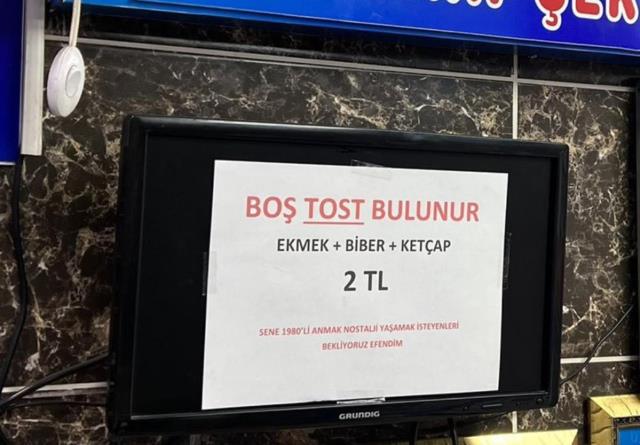 BOŞ TOST BULUNUR
EKMEK + BİBER + KETÇAP
2 TL
SENE 1980'Lİ ANMAK NOSTALJİ YAŞAMAK İSTEYENLERİ
BEKLİYORUZ EFENDİM
GRUNDIG